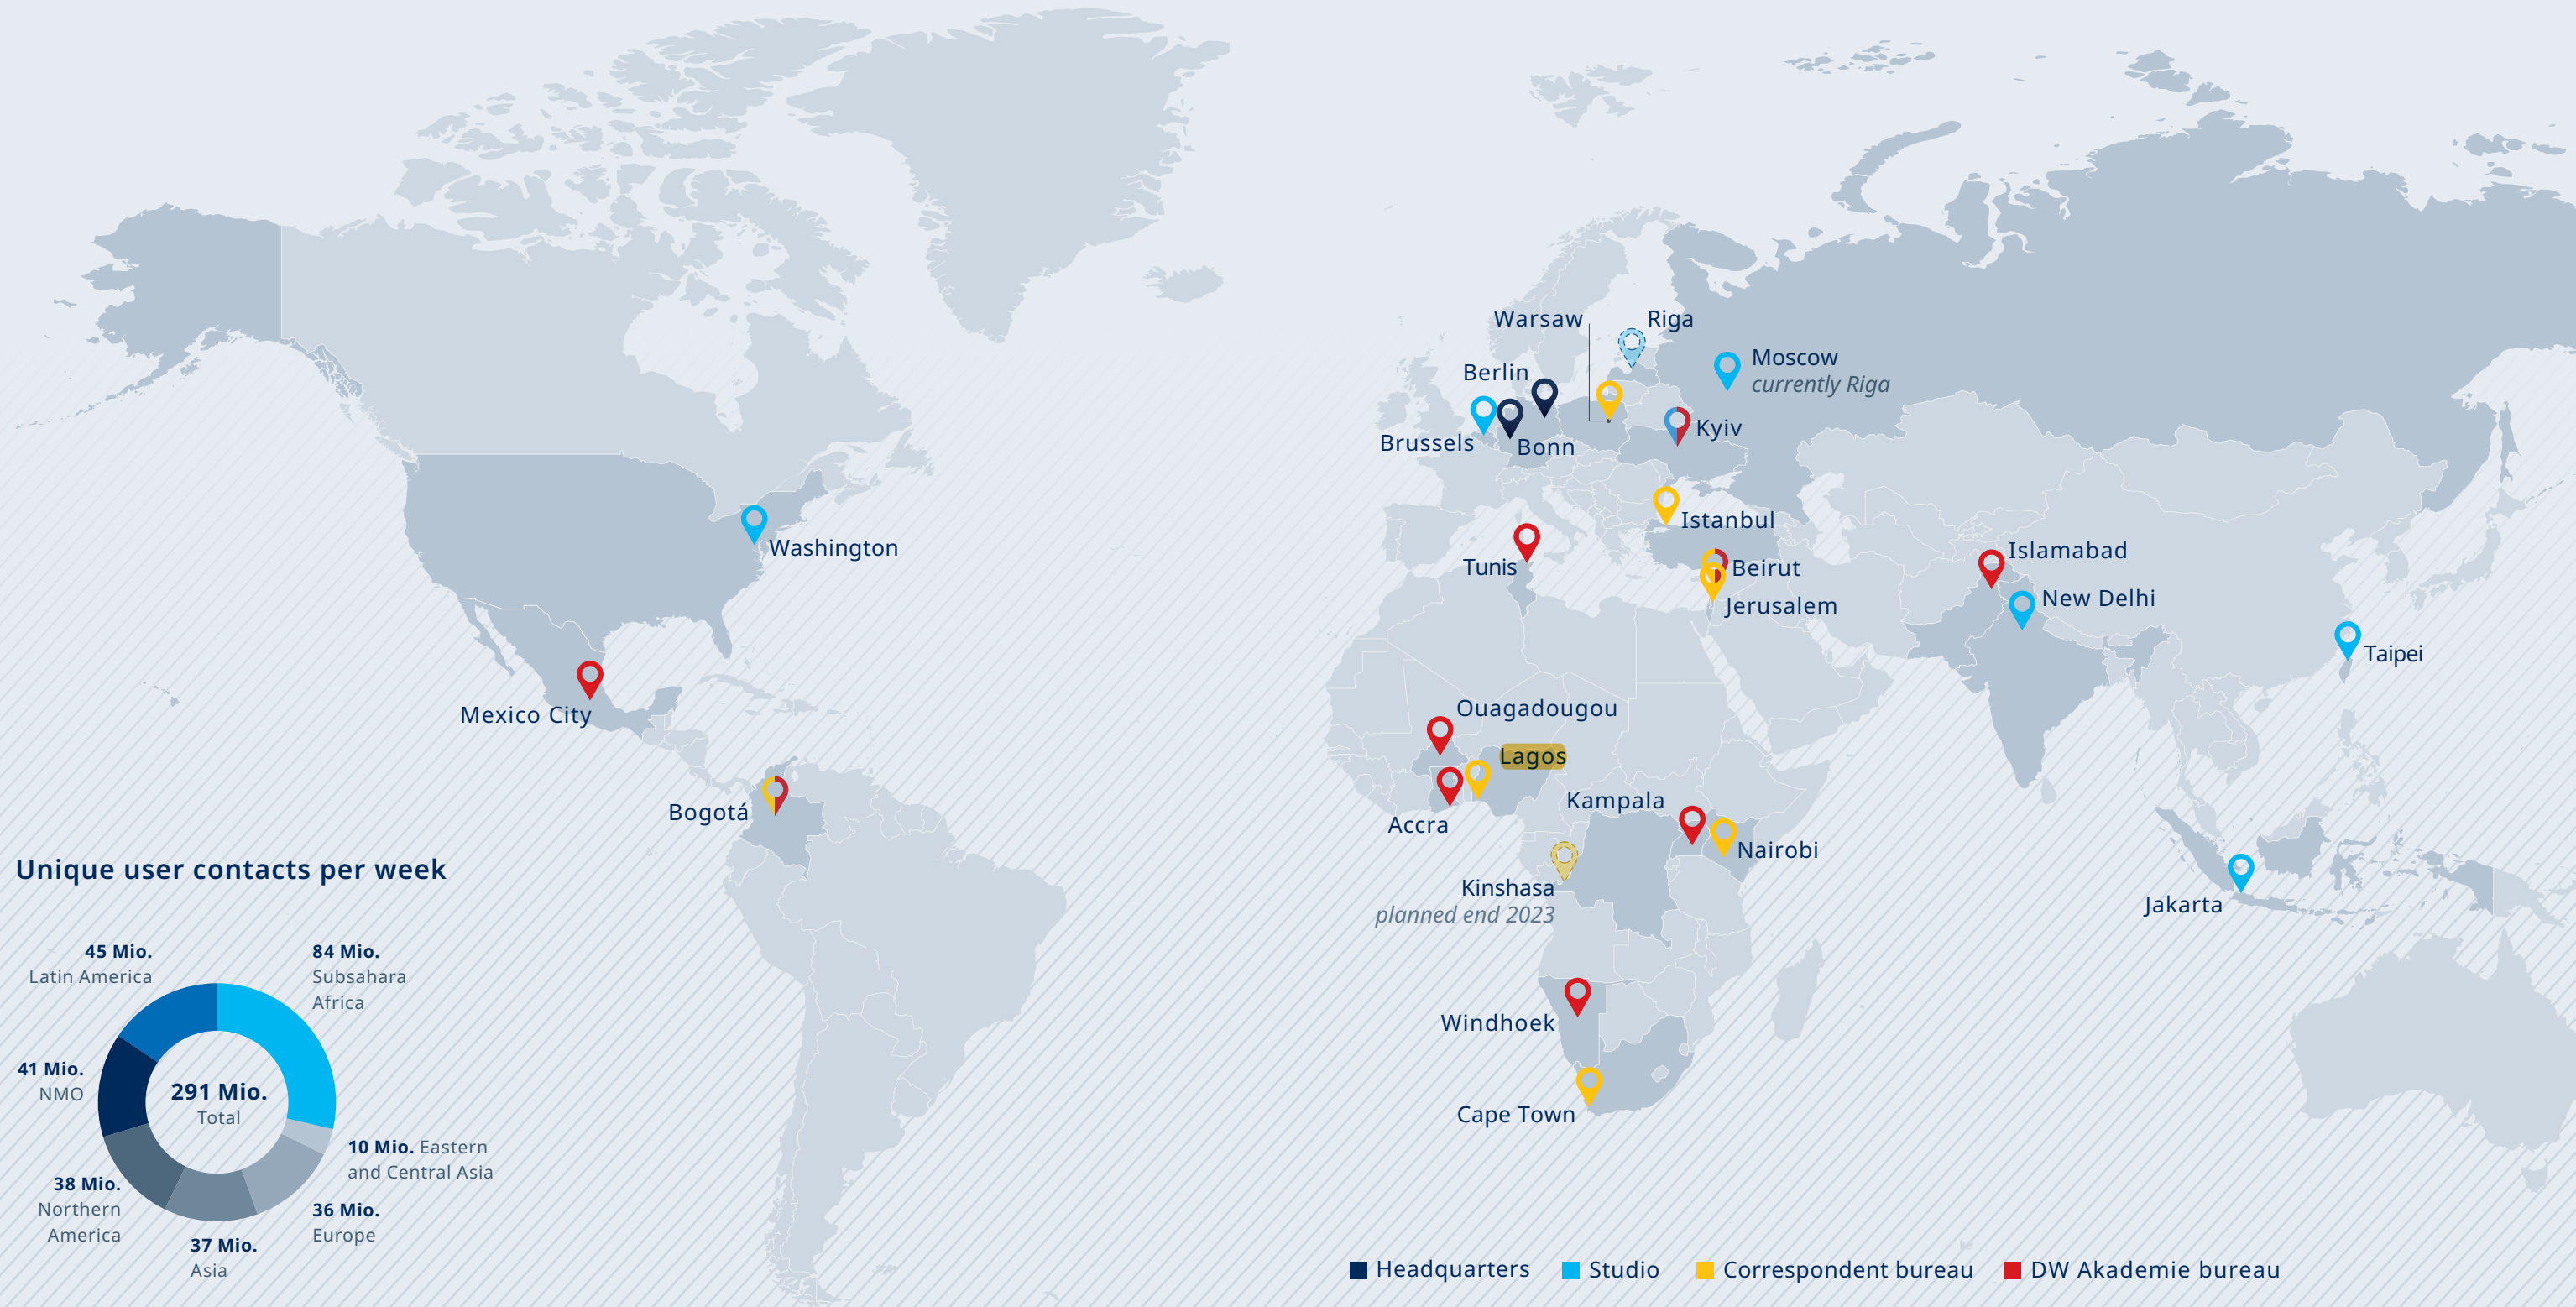 Warsaw
Riga
Moscow
currently Riga
Berlin
Brussels
Bonn
Kyiv
Washington
Istanbul
Tunis
Beirut
Jerusalem
Islamabad
New Delhi
Taipei
Mexico City
Ouagadougou
Lagos
Bogotá
Accra
Kampala
Nairobi
Kinshasa
planned end 2023
Jakarta
Windhoek
Cape Town
Unique user contacts per week
45 Mio.
Latin America
84 Mio.
Subsahara
Africa
41 Mio.
NMO
291 Mio.
Total
10 Mio. Eastern
and Central Asia
38 Mio.
Northern
America
36 Mio.
Europe
37 Mio.
Asia
Headquarters
Studio
Correspondent bureau
DW Akademie bureau